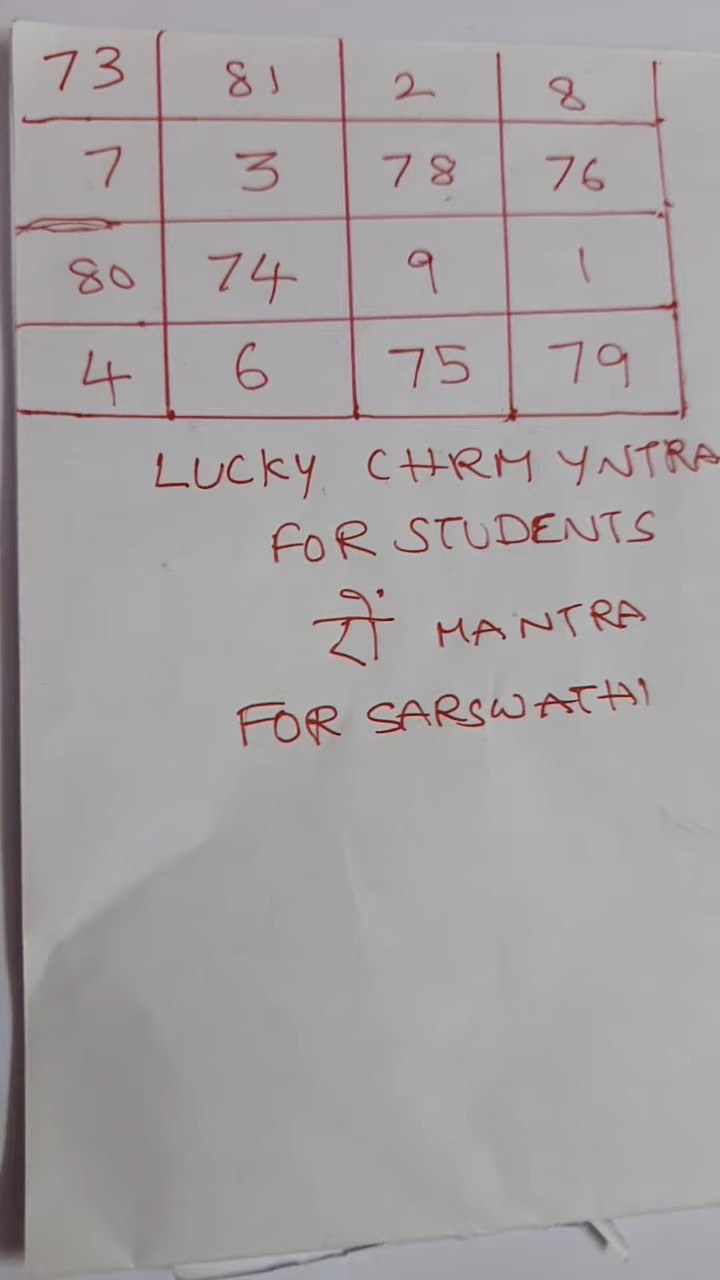 73 81 2 8
7 3 78 76
80 74 9 1
4 6 75 79
LUCKY CHRM YNTRA
FOR STUDENTS
MANTRA
FOR SARSWATHI